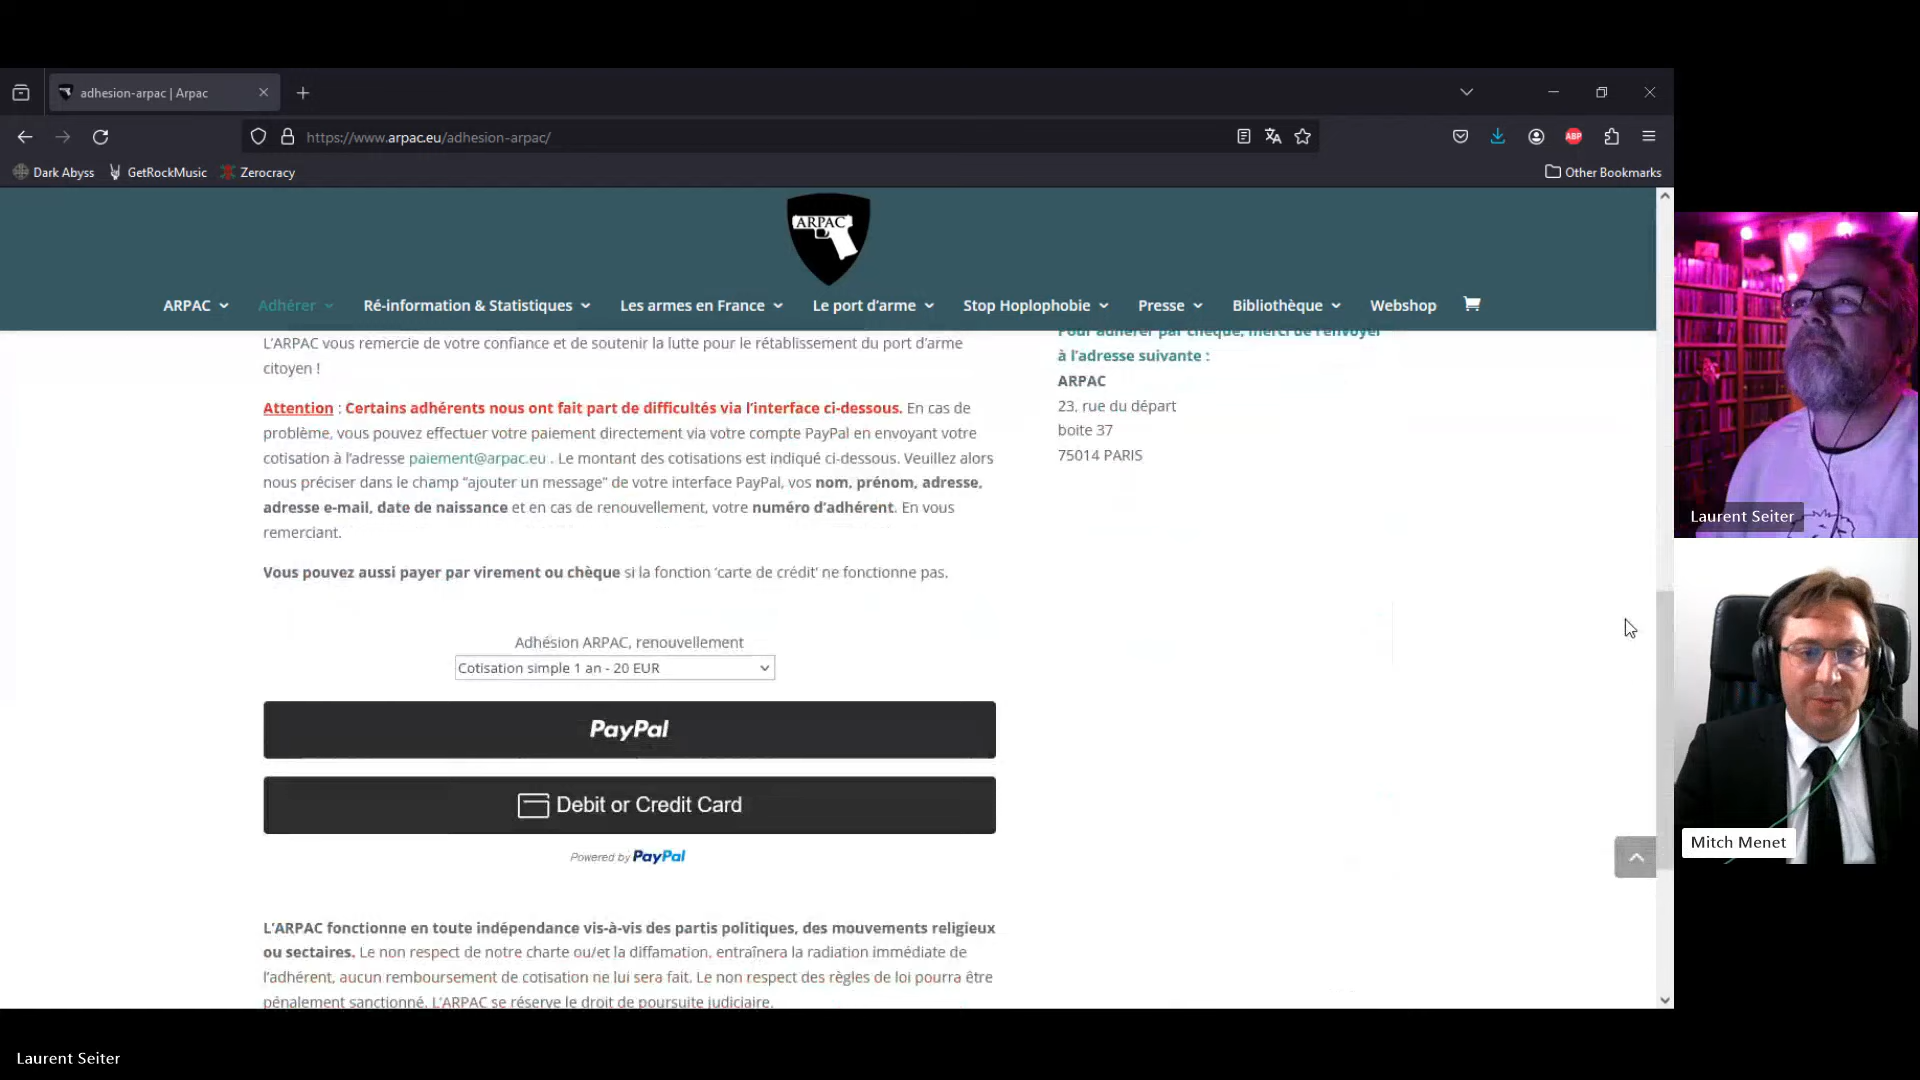 adhesion-arpac | Arpac
https://www.arpac.eu/adhesion-arpac/
ABP
Dark Abyss
GetRockMusic
Zerocracy
Other Bookmarks
ARPAC
ARPAC
Adhérer
Ré-information & Statistiques
Les armes en France
Le port d’arme
Stop Hoplophobie
Presse
Bibliothèque
Webshop
L’ARPAC vous remercie de votre confiance et de soutenir la lutte pour le rétablissement du port d’arme
citoyen !
Attention : Certains adhérents nous ont fait part de difficultés via l’interface ci-dessous. En cas de
problème, vous pouvez effectuer votre paiement directement via votre compte PayPal en envoyant votre
cotisation à l’adresse paiement@arpac.eu . Le montant des cotisations est indiqué ci-dessous. Veuillez alors
nous préciser dans le champ “ajouter un message” de votre interface PayPal, vos nom, prénom, adresse,
adresse e-mail, date de naissance et en cas de renouvellement, votre numéro d’adhérent. En vous
remerciant.
Vous pouvez aussi payer par virement ou chèque si la fonction ‘carte de crédit’ ne fonctionne pas.
Adhésion ARPAC, renouvellement
Cotisation simple 1 an - 20 EUR
PayPal
Debit or Credit Card
Powered by PayPal
L’ARPAC fonctionne en toute indépendance vis-à-vis des partis politiques, des mouvements religieux
ou sectaires. Le non respect de notre charte ou/et la diffamation, entraînera la radiation immédiate de
l’adhérent, aucun remboursement de cotisation ne lui sera fait. Le non respect des règles de loi pourra être
pénalement sanctionné. L’ARPAC se réserve le droit de poursuite judiciaire.
Pour adhérer par chèque, merci de l’envoyer
à l’adresse suivante :
ARPAC
23, rue du départ
boite 37
75014 PARIS
Laurent Seiter
Mitch Menet
Laurent Seiter